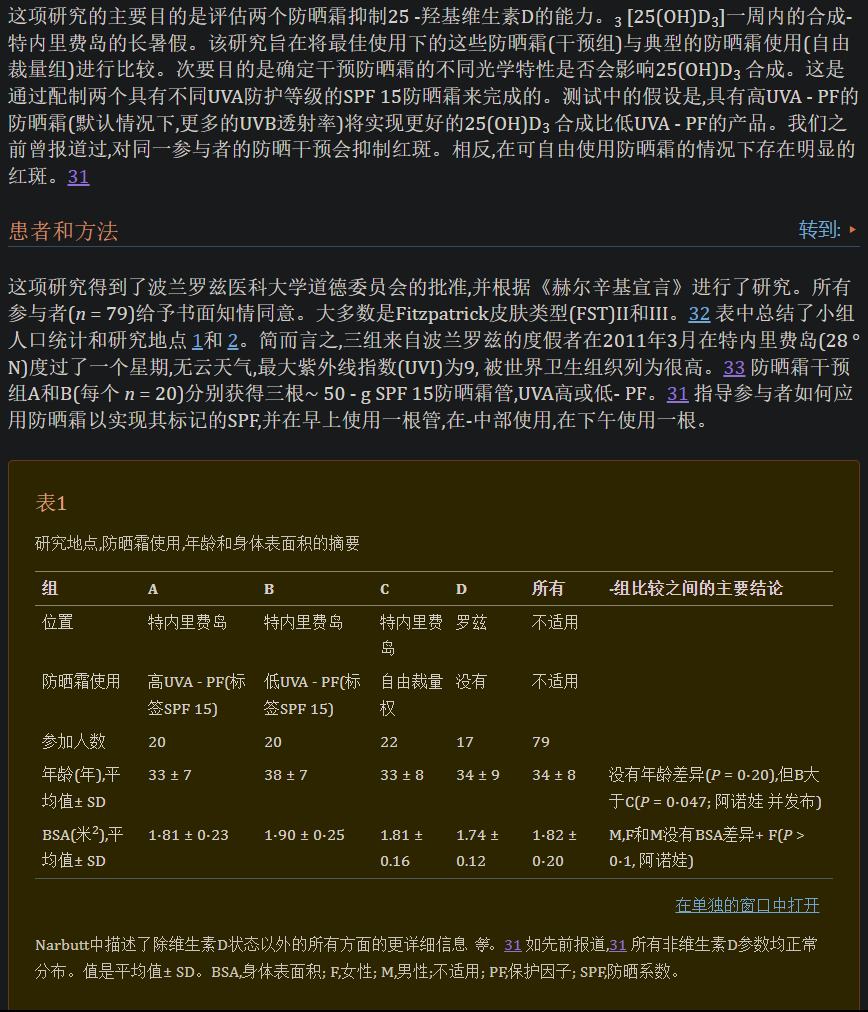 这项研究的主要目的是评估两个防晒霜抑制25 -羟基维生素D的能力。₃ [25(OH)D₃]一周内的合成-
特内里费岛的长暑假。该研究旨在将最佳使用下的这些防晒霜(干预组)与典型的防晒霜使用(自由
裁量组)进行比较。次要目的是确定干预防晒霜的不同光学特性是否会影响25(OH)D₃ 合成。这是
通过配制两个具有不同UVA防护等级的SPF 15防晒霜来完成的。测试中的假设是,具有高UVA - PF的
防晒霜(默认情况下,更多的UVB透射率)将实现更好的25(OH)D₃ 合成比低UVA - PF的产品。我们之
前曾报道过,对同一参与者的防晒干预会抑制红斑。相反,在可自由使用防晒霜的情况下存在明显的
红斑。31
患者和方法 转到: ▸
这项研究得到了波兰罗兹医科大学道德委员会的批准,并根据《赫尔辛基宣言》进行了研究。所有
参与者(n = 79)给予书面知情同意。大多数是Fitzpatrick皮肤类型(FST)II和III。32 表中总结了小组
人口统计和研究地点 1和 2。简而言之,三组来自波兰罗兹的度假者在2011年3月在特内里费岛(28 °
N)度过了一个星期,无云天气,最大紫外线指数(UVI)为9, 被世界卫生组织列为很高。33 防晒霜干预
组A和B(每个 n = 20)分别获得三根~ 50 - g SPF 15防晒霜管,UVA高或低- PF。31 指导参与者如何应
用防晒霜以实现其标记的SPF,并在早上使用一根管,在-中部使用,在下午使用一根。
表1
研究地点,防晒霜使用,年龄和身体表面积的摘要
组 A B C D 所有 -组比较之间的主要结论
位置 特内里费岛 特内里费岛 特内里费 罗兹 不适用
岛
防晒霜使用 高UVA - PF(标 低UVA - PF(标 自由裁量 没有 不适用
签SPF 15) 签SPF 15) 权
参加人数 20 20 22 17 79
年龄(年),平 33 ± 7 38 ± 7 33 ± 8 34 ± 9 34 ± 8 没有年龄差异(P = 0·20),但B大
均值± SD 于C(P = 0·047; 阿诺娃 并发布)
BSA(米²),平 1·81 ± 0·23 1·90 ± 0·25 1.81 ± 1.74 ± 1·82 ± M,F和M没有BSA差异+ F(P >
均值± SD 0.16 0.12 0·20 0·1, 阿诺娃)
在单独的窗口中打开
Narbutt中描述了除维生素D状态以外的所有方面的更详细信息 等。31 如先前报道,31 所有非维生素D参数均正常
分布。值是平均值± SD。BSA,身体表面积; F,女性; M,男性;不适用; PF,保护因子; SPF,防晒系数。